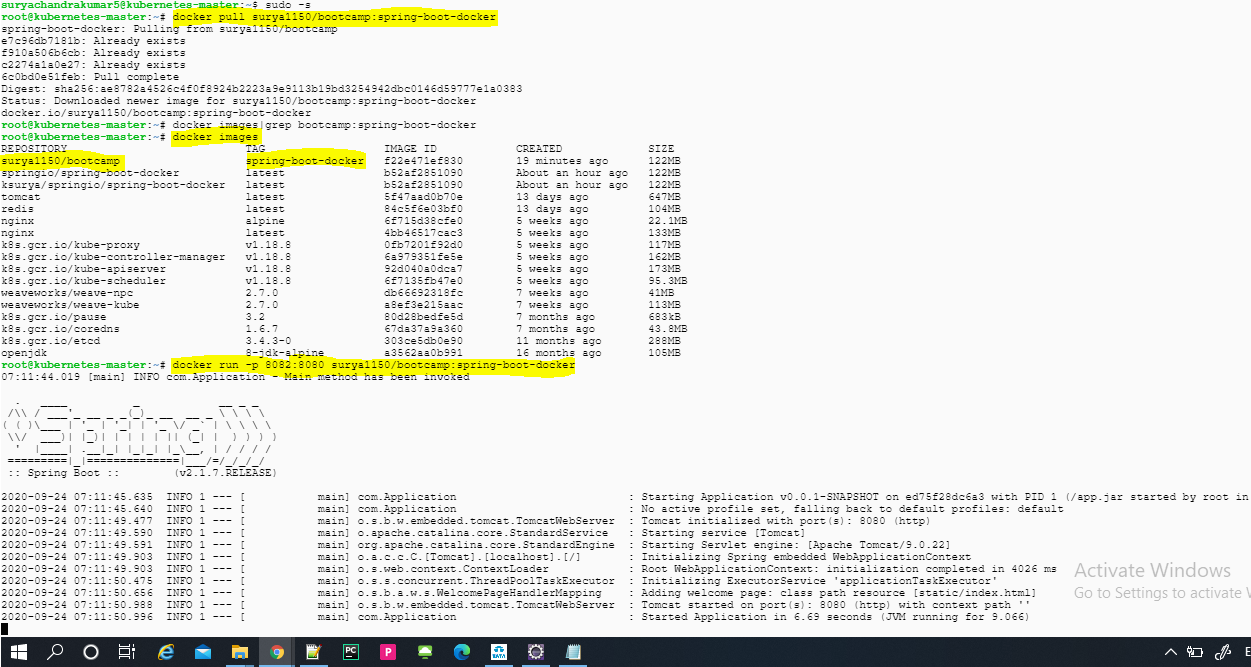 suryachandrakumar5@kubernetes-master:~$ sudo -s
root@kubernetes-master:~# docker pull surya1150/bootcamp:spring-boot-docker
spring-boot-docker: Pulling from surya1150/bootcamp
e7c96db7181b: Already exists
f910a506b6cb: Already exists
c2274a1a0e27: Already exists
6c0bd0e51feb: Pull complete
Digest: sha256:ae8782a4526c4f0f8924b2223a9e9113b19bd3254942dbc0146d59777e1a0383
Status: Downloaded newer image for surya1150/bootcamp:spring-boot-docker
docker.io/surya1150/bootcamp:spring-boot-docker
root@kubernetes-master:~# docker images|grep bootcamp:spring-boot-docker
root@kubernetes-master:~# docker images
REPOSITORY TAG IMAGE ID CREATED SIZE
surya1150/bootcamp spring-boot-docker f22e471ef830 19 minutes ago 122MB
springio/spring-boot-docker latest b52af2851090 About an hour ago 122MB
ksurya/springio/spring-boot-docker latest b52af2851090 About an hour ago 122MB
tomcat latest 5f47aad0b70e 13 days ago 647MB
redis latest 84c5f6e03bf0 13 days ago 104MB
nginx alpine 6f715d38cfe0 5 weeks ago 22.1MB
nginx latest 4bb46517cac3 5 weeks ago 133MB
k8s.gcr.io/kube-proxy v1.18.8 0fb7201f92d0 5 weeks ago 117MB
k8s.gcr.io/kube-controller-manager v1.18.8 6a979351fe5e 5 weeks ago 162MB
k8s.gcr.io/kube-apiserver v1.18.8 92d040a0dca7 5 weeks ago 173MB
k8s.gcr.io/kube-scheduler v1.18.8 6f7135fb47e0 5 weeks ago 95.3MB
weaveworks/weave-npc 2.7.0 db66692318fc 7 weeks ago 41MB
weaveworks/weave-kube 2.7.0 a8ef3e215aac 7 weeks ago 113MB
k8s.gcr.io/pause 3.2 80d28bedfe5d 7 months ago 683kB
k8s.gcr.io/coredns 1.6.7 67da37a9a360 7 months ago 43.8MB
k8s.gcr.io/etcd 3.4.3-0 303ce5db0e90 11 months ago 288MB
openjdk 8-jdk-alpine a3562aa0b991 16 months ago 105MB
root@kubernetes-master:~# docker run -p 8082:8080 surya1150/bootcamp:spring-boot-docker
07:11:44.019 [main] INFO com.Application - Main method has been invoked
:: Spring Boot :: (v2.1.7.RELEASE)
2020-09-24 07:11:45.635 INFO 1 --- [ main] com.Application : Starting Application v0.0.1-SNAPSHOT on ed75f28dc6a3 with PID 1 (/app.jar started by root in
2020-09-24 07:11:45.640 INFO 1 --- [ main] com.Application : No active profile set, falling back to default profiles: default
2020-09-24 07:11:49.477 INFO 1 --- [ main] o.s.b.w.embedded.tomcat.TomcatWebServer : Tomcat initialized with port(s): 8080 (http)
2020-09-24 07:11:49.590 INFO 1 --- [ main] o.apache.catalina.core.StandardService : Starting service [Tomcat]
2020-09-24 07:11:49.591 INFO 1 --- [ main] org.apache.catalina.core.StandardEngine : Starting Servlet engine: [Apache Tomcat/9.0.22]
2020-09-24 07:11:49.903 INFO 1 --- [ main] o.a.c.c.C.[Tomcat].[localhost].[/] : Initializing Spring embedded WebApplicationContext
2020-09-24 07:11:49.903 INFO 1 --- [ main] o.s.web.context.ContextLoader : Root WebApplicationContext: initialization completed in 4026 ms
2020-09-24 07:11:50.475 INFO 1 --- [ main] o.s.s.concurrent.ThreadPoolTaskExecutor : Initializing ExecutorService 'applicationTaskExecutor'
2020-09-24 07:11:50.656 INFO 1 --- [ main] o.s.b.a.w.s.WelcomePageHandlerMapping : Adding welcome page: class path resource [static/index.html]
2020-09-24 07:11:50.988 INFO 1 --- [ main] o.s.b.w.embedded.tomcat.TomcatWebServer : Tomcat started on port(s): 8080 (http) with context path ''
2020-09-24 07:11:50.996 INFO 1 --- [ main] com.Application : Started Application in 6.69 seconds (JVM running for 9.066)
Activate Windows
Go to Settings to activate W